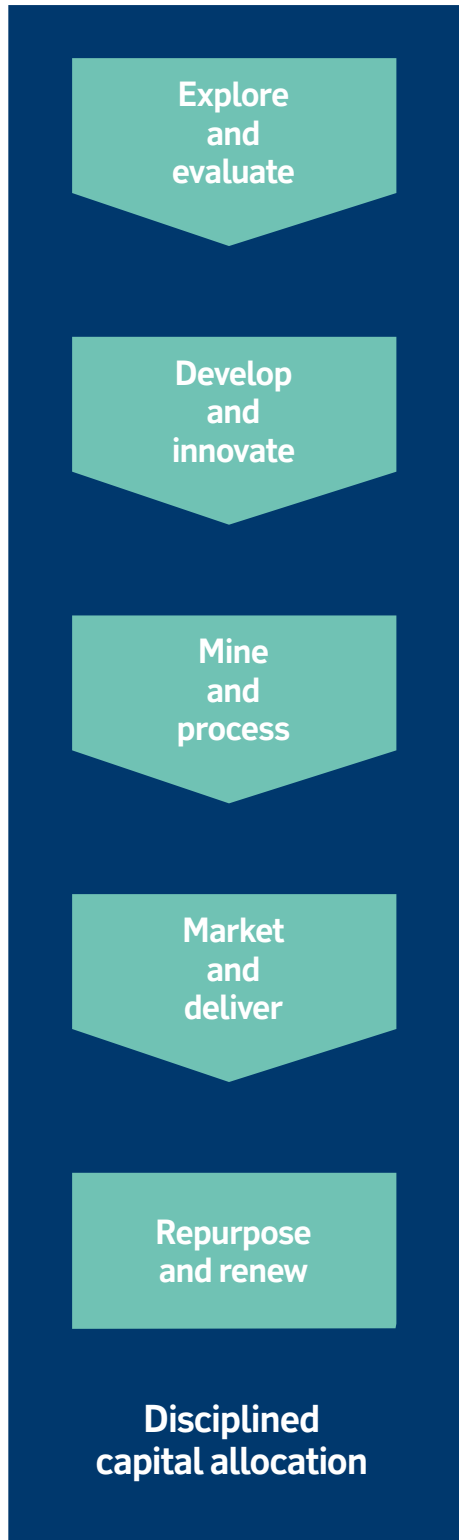 Explore
and
evaluate
Develop
and
innovate
Mine
and
process
Market
and
deliver
Repurpose
and renew
Disciplined
capital allocation